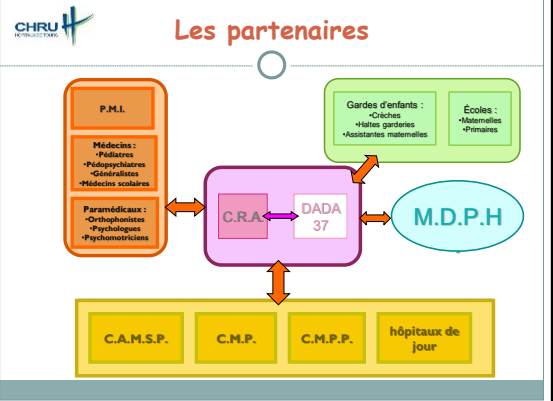 CHRU
HÔPITAUX DE TOURS
Les partenaires
P.M.I.
Médecins :
•Pédiatres
•Pédopsychiatres
•Généralistes
•Médecins scolaires
Paramédicaux :
•Orthophonistes
•Psychologues
•Psychomotriciens
Gardes d'enfants :
•Crèches
•Haltes garderies
•Assistantes maternelles
Écoles :
•Maternelles
•Primaires
C.R.A.
DADA
37
M.D.P.H
C.A.M.S.P.
C.M.P.
C.M.P.P.
hôpitaux de
jour